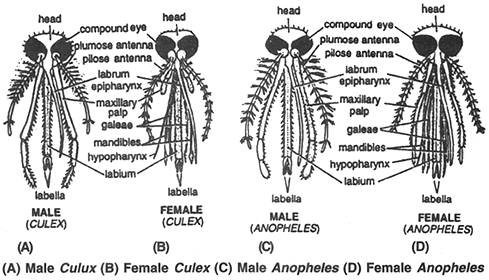 head head head head
compound eye compound eye
plumose antenna plumose antenna
pilose antenna pilose antenna
labrum epipharynx labrum epipharynx
maxillary palp maxillary palp
galeae galeae
mandibles mandibles
hypopharynx hypopharynx
labium labium
labella labella labella labella
MALE FEMALE MALE FEMALE
(CULEX) (CULEX) (ANOPHELES) (ANOPHELES)
(A) (B) (C) (D)
(A) Male Culux (B) Female Culex (C) Male Anopheles (D) Female Anopheles